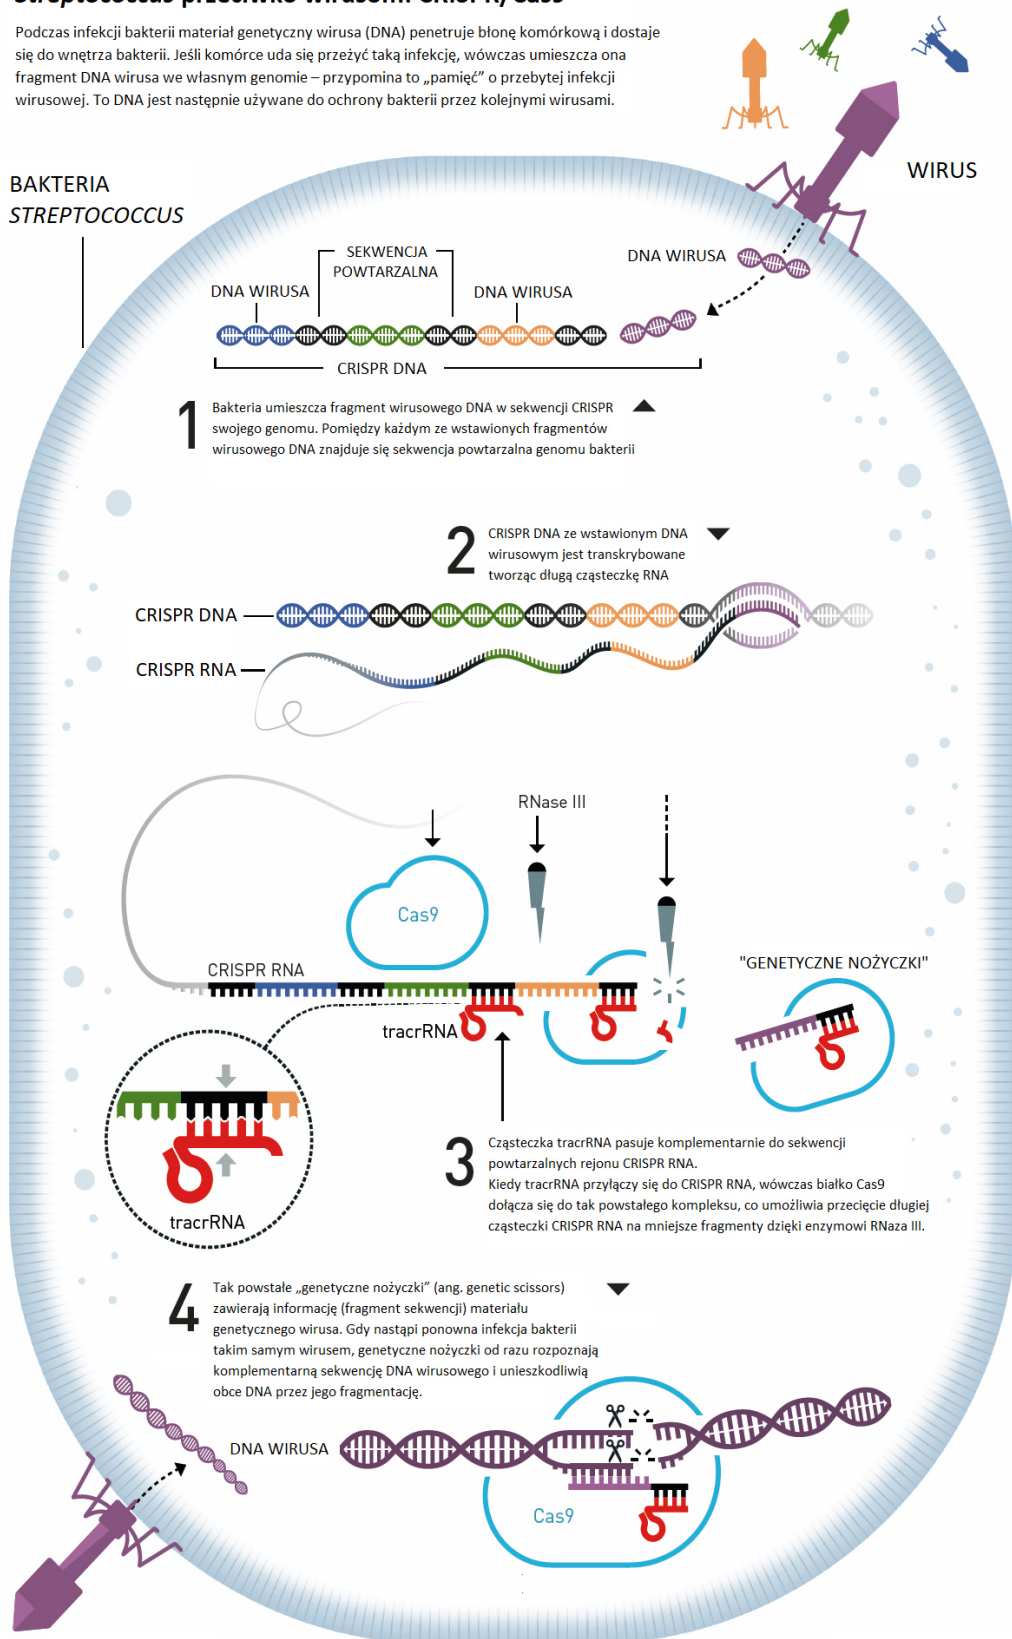 Streptococcus przeciwko wirusom: CRISPR/Cas9
Podczas infekcji bakterii materiał genetyczny wirusa (DNA) penetruje błonę komórkową i dostaje
się do wnętrza bakterii. Jeśli komórce uda się przeżyć taką infekcję, wówczas umieszcza ona
fragment DNA wirusa we własnym genomie – przypomina to „pamięć” o przebytej infekcji
wirusowej. To DNA jest następnie używane do ochrony bakterii przez kolejnymi wirusami.
WIRUS
BAKTERIA
STREPTOCOCCUS
SEKWENCJA
POWTARZALNA
DNA WIRUSA
DNA WIRUSA
DNA WIRUSA
CRISPR DNA
1
Bakteria umieszcza fragment wirusowego DNA w sekwencji CRISPR
swojego genomu. Pomiędzy każdym ze wstawionych fragmentów
wirusowego DNA znajduje się sekwencja powtarzalna genomu bakterii
2
CRISPR DNA ze wstawionym DNA
wirusowym jest transkrybowane
tworząc długą cząsteczkę RNA
CRISPR DNA
CRISPR RNA
RNase III
Cas9
CRISPR RNA
"GENETYCZNE NOŻYCZKI"
tracrRNA
tracrRNA
3
Cząsteczka tracrRNA pasuje komplementarnie do sekwencji
powtarzalnych rejonu CRISPR RNA.
Kiedy tracrRNA przyłączy się do CRISPR RNA, wówczas białko Cas9
dołącza się do tak powstałego kompleksu, co umożliwia przecięcie długiej
cząsteczki CRISPR RNA na mniejsze fragmenty dzięki enzymowi RNaza III.
4
Tak powstałe „genetyczne nożyczki” (ang. genetic scissors)
zawierają informację (fragment sekwencji) materiału
genetycznego wirusa. Gdy nastąpi ponowna infekcja bakterii
takim samym wirusem, genetyczne nożyczki od razu rozpoznają
komplementarną sekwencję DNA wirusowego i unieszkodliwią
obce DNA przez jego fragmentację.
DNA WIRUSA
Cas9